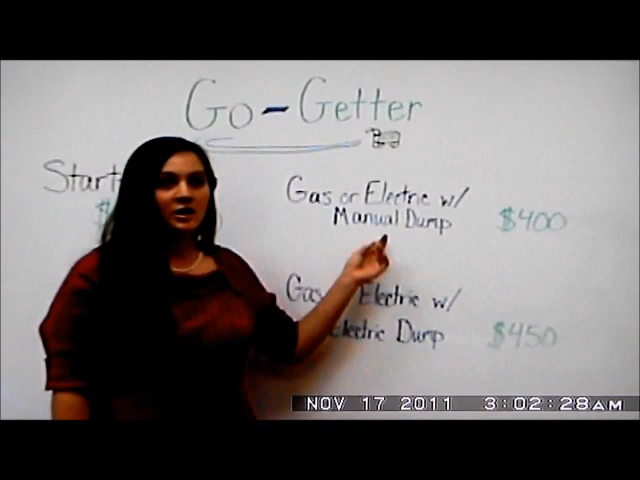 Go-Getter
Start
$
Gas or Electric w/
Manual Dump $400
Gas Electric w/
Electric Dump $450
NOV 17 2011 3:02:28AM